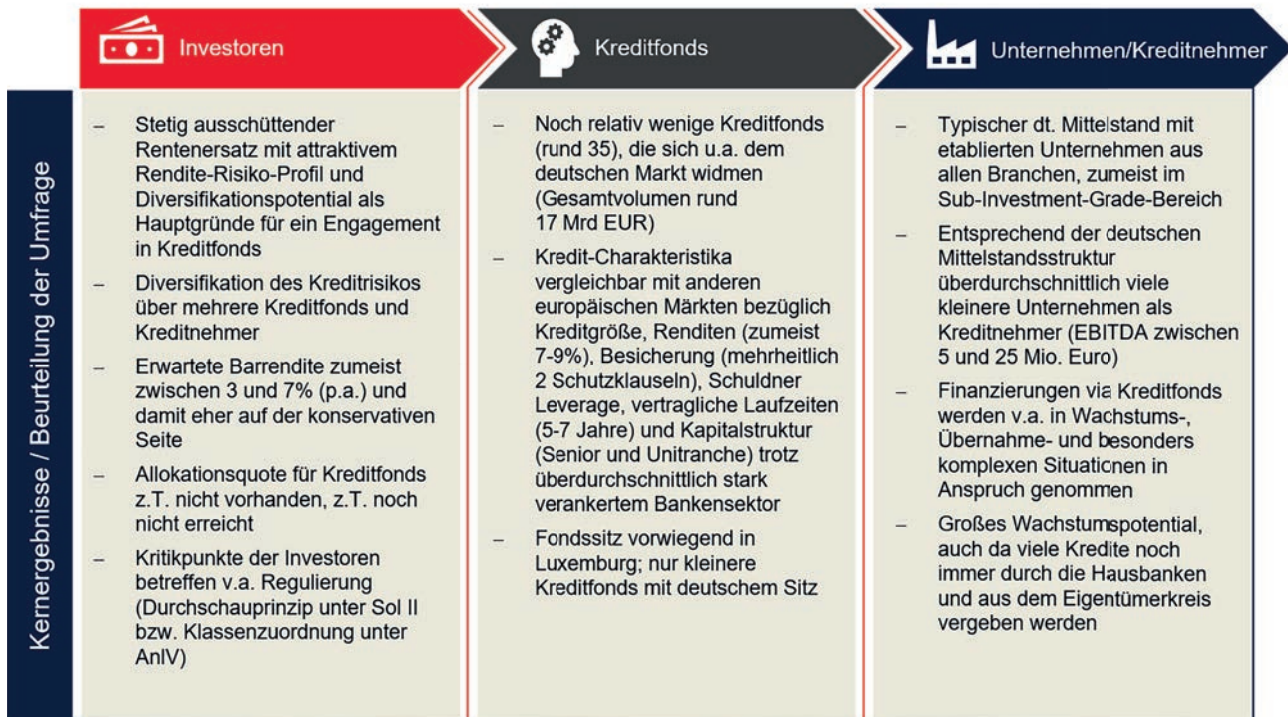 Kernergebnisse / Beurteilung der Umfrage
Investoren
– Stetig ausschüttender
Rentenersatz mit attraktivem
Rendite-Risiko-Profil und
Diversifikationspotential als
Hauptgründe für ein Engagement
in Kreditfonds
– Diversifikation des Kreditrisikos
über mehrere Kreditfonds und
Kreditnehmer
– Erwartete Barrendite zumeist
zwischen 3 und 7% (p.a.) und
damit eher auf der konservativen
Seite
– Allokationsquote für Kreditfonds
z.T. nicht vorhanden, z.T. noch
nicht erreicht
– Kritikpunkte der Investoren
betreffen v.a. Regulierung
(Durchschauprinzip unter Sol II
bzw. Klassenzuordnung unter
AnlV)
Kreditfonds
– Noch relativ wenige Kreditfonds
(rund 35), die sich u.a. dem
deutschen Markt widmen
(Gesamtvolumen rund
17 Mrd EUR)
– Kredit-Charakteristika
vergleichbar mit anderen
europäischen Märkten bezüglich
Kreditgröße, Renditen (zumeist
7-9%), Besicherung (mehrheitlich
2 Schutzklauseln), Schuldner
Leverage, vertragliche Laufzeiten
(5-7 Jahre) und Kapitalstruktur
(Senior und Unitranche) trotz
überdurchschnittlich stark
verankertem Bankensektor
– Fondssitz vorwiegend in
Luxemburg; nur kleinere
Kreditfonds mit deutschem Sitz
Unternehmen/Kreditnehmer
– Typischer dt. Mittelstand mit
etablierten Unternehmen aus
allen Branchen, zumeist im
Sub-Investment-Grade-Bereich
– Entsprechend der deutschen
Mittelstandsstruktur
überdurchschnittlich viele
kleinere Unternehmen als
Kreditnehmer (EBITDA zwischen
5 und 25 Mio. Euro)
– Finanzierungen via Kreditfonds
werden v.a. in Wachstums-,
Übernahme- und besonders
komplexen Situationen in
Anspruch genommen
– Großes Wachstumspotential,
auch da viele Kredite noch
immer durch die Hausbanken
und aus dem Eigentümerkreis
vergeben werden